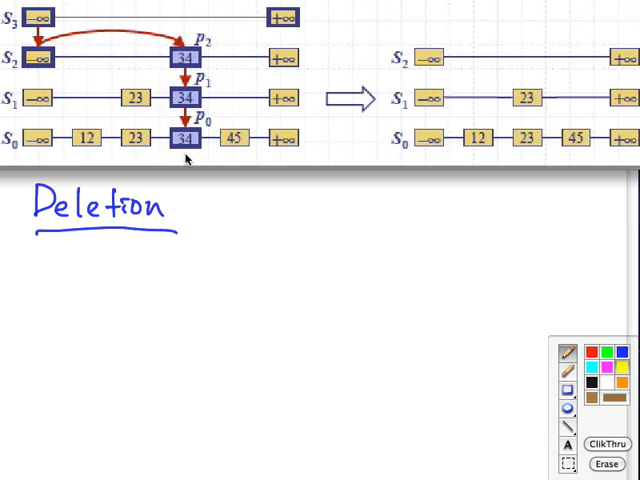 S3 −∞ +∞
p2
S2 −∞ 34 +∞ S2 −∞ +∞
p1
S1 −∞ 23 34 +∞ S1 −∞ 23 +∞
p0
S0 −∞ 12 23 34 45 +∞ S0 −∞ 12 23 45 +∞
Deletion
A
ClikThru
Erase